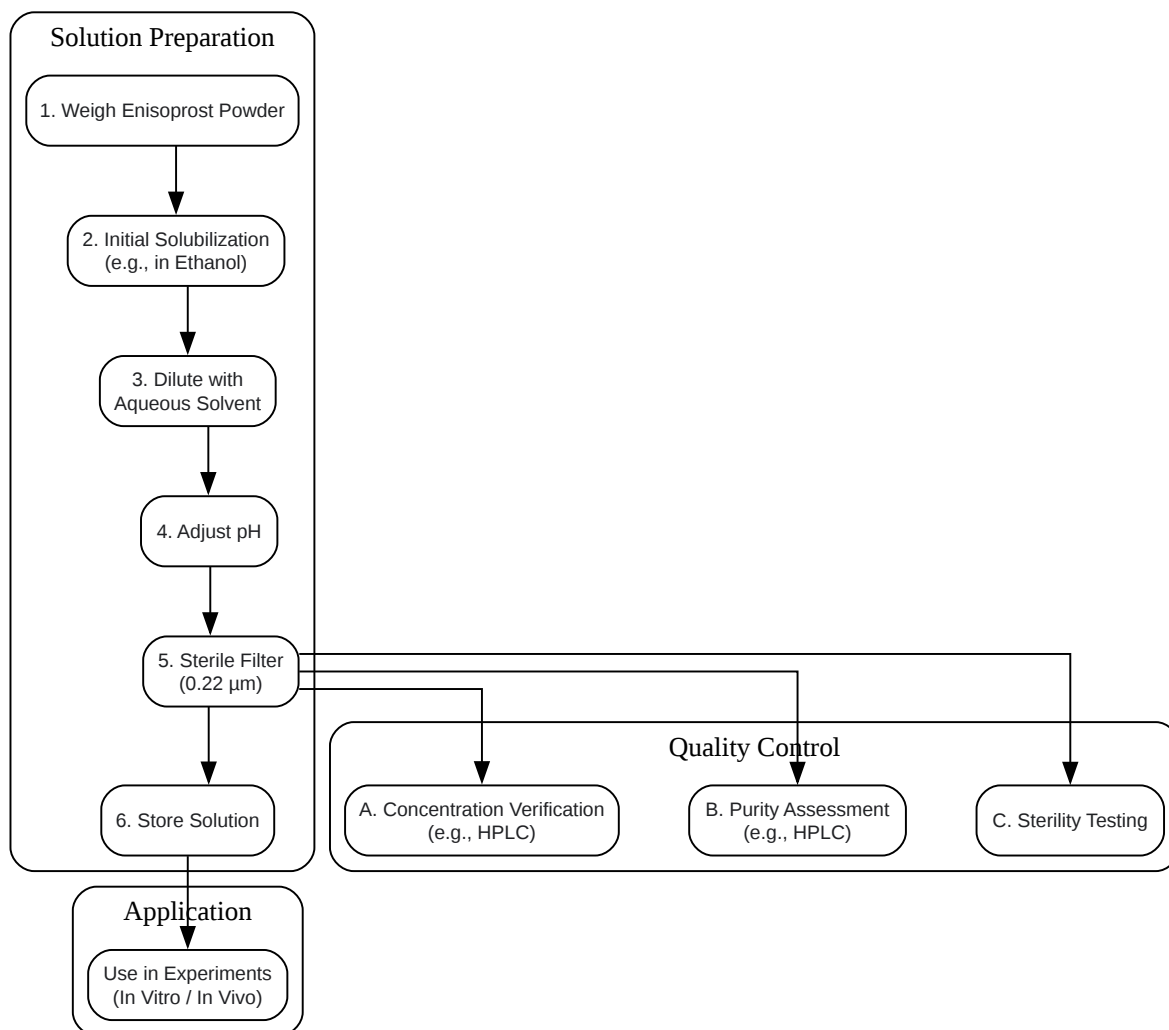 Solution Preparation
1. Weigh Enisoprost Powder
2. Initial Solubilization
(e.g., in Ethanol)
3. Dilute with
Aqueous Solvent
4. Adjust pH
5. Sterile Filter
(0.22 µm)
6. Store Solution
Quality Control
A. Concentration Verification
(e.g., HPLC)
B. Purity Assessment
(e.g., HPLC)
C. Sterility Testing
Application
Use in Experiments
(In Vitro / In Vivo)